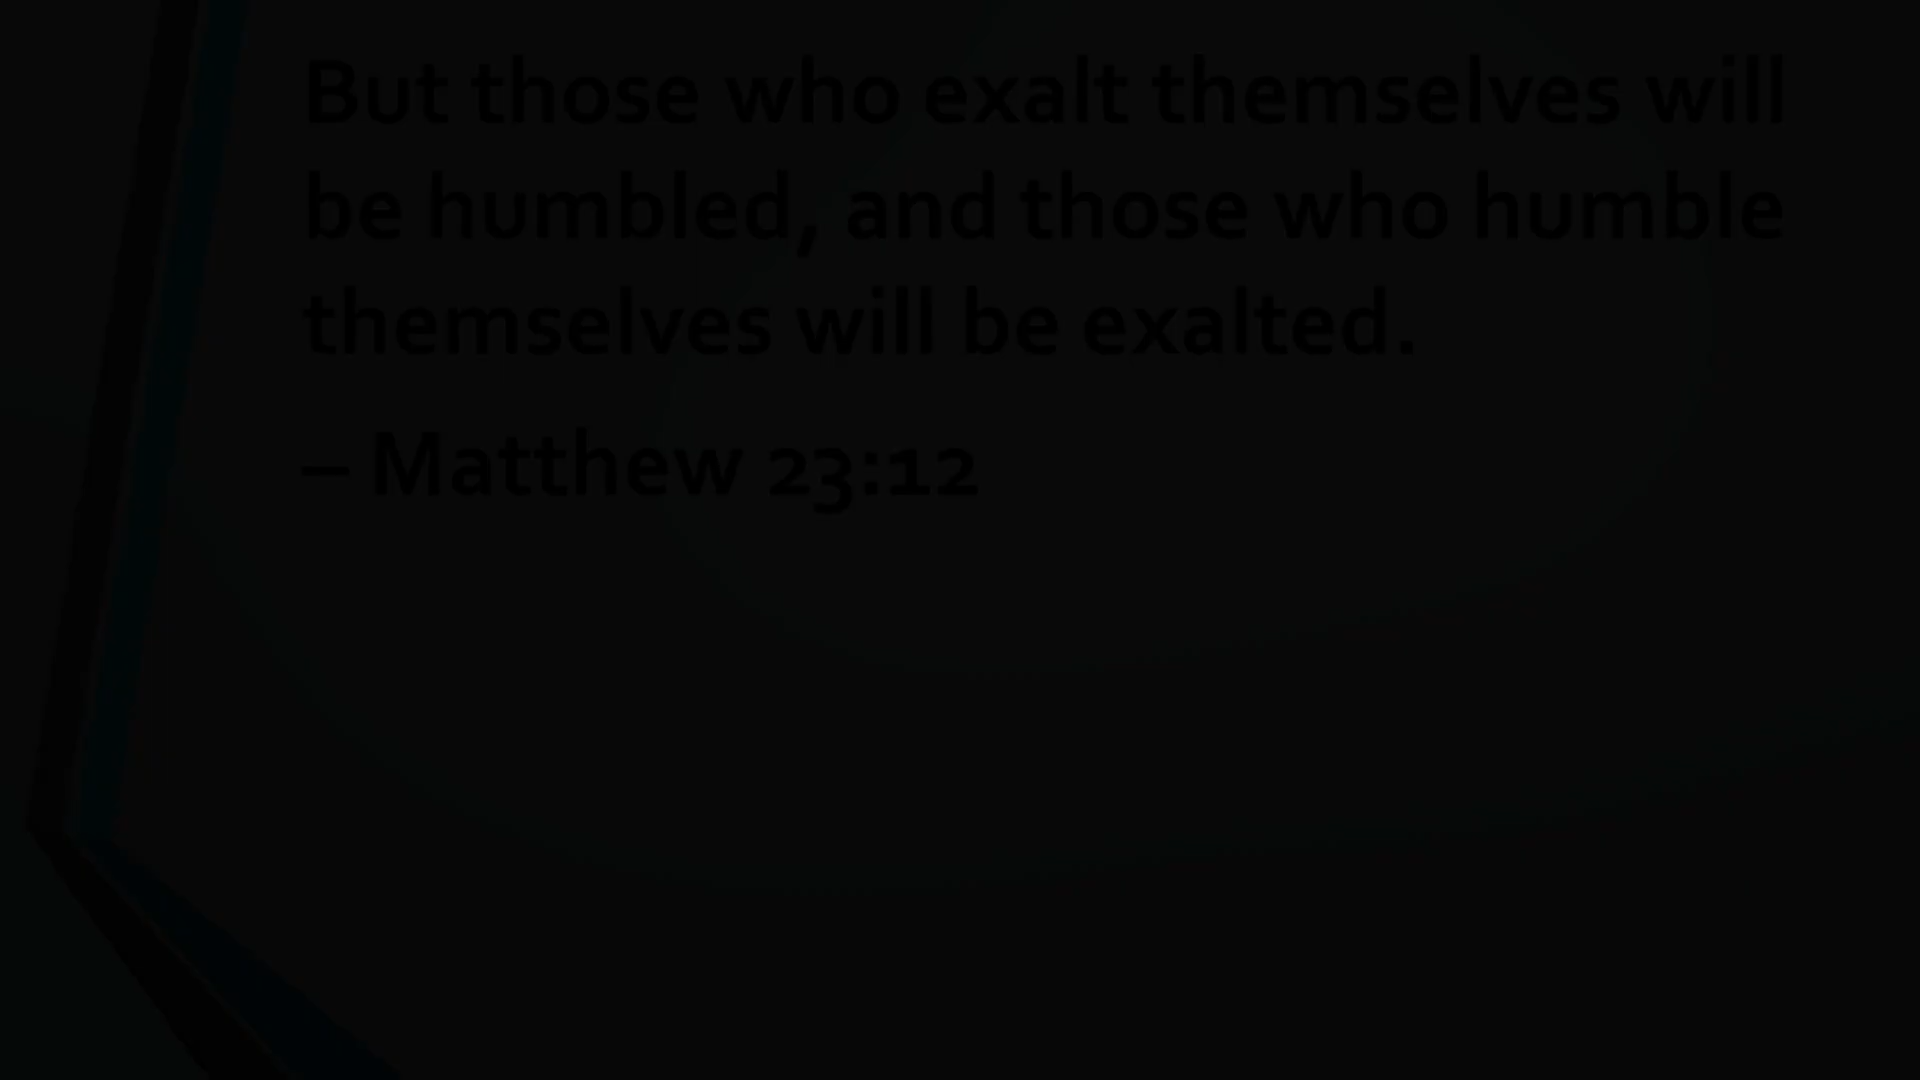 But those who exalt themselves will
be humbled, and those who humble
themselves will be exalted.
– Matthew 23:12